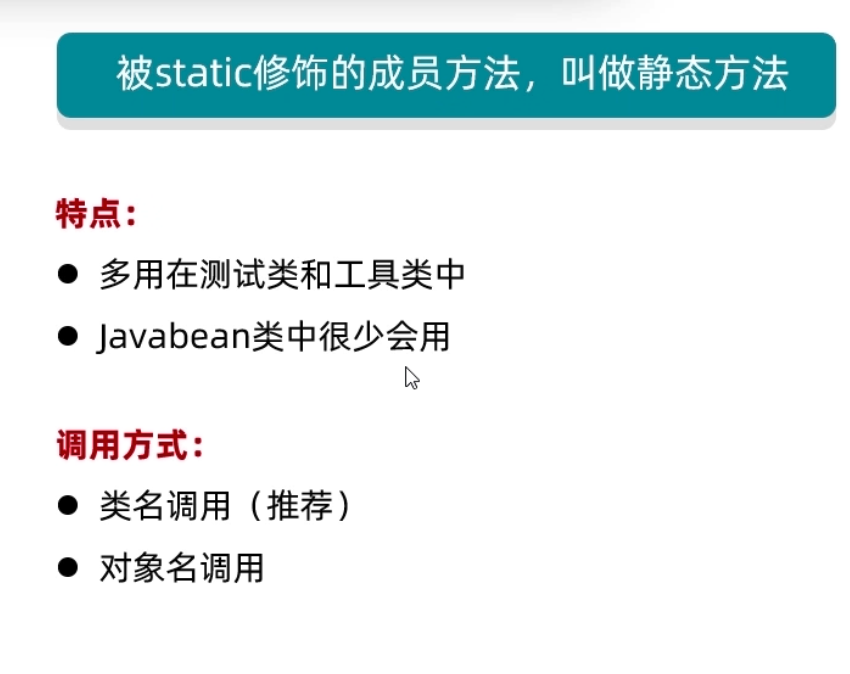 被static修饰的成员方法，叫做静态方法
特点：
● 多用在测试类和工具类中
● Javabean类中很少会用
调用方式：
● 类名调用（推荐）
● 对象名调用